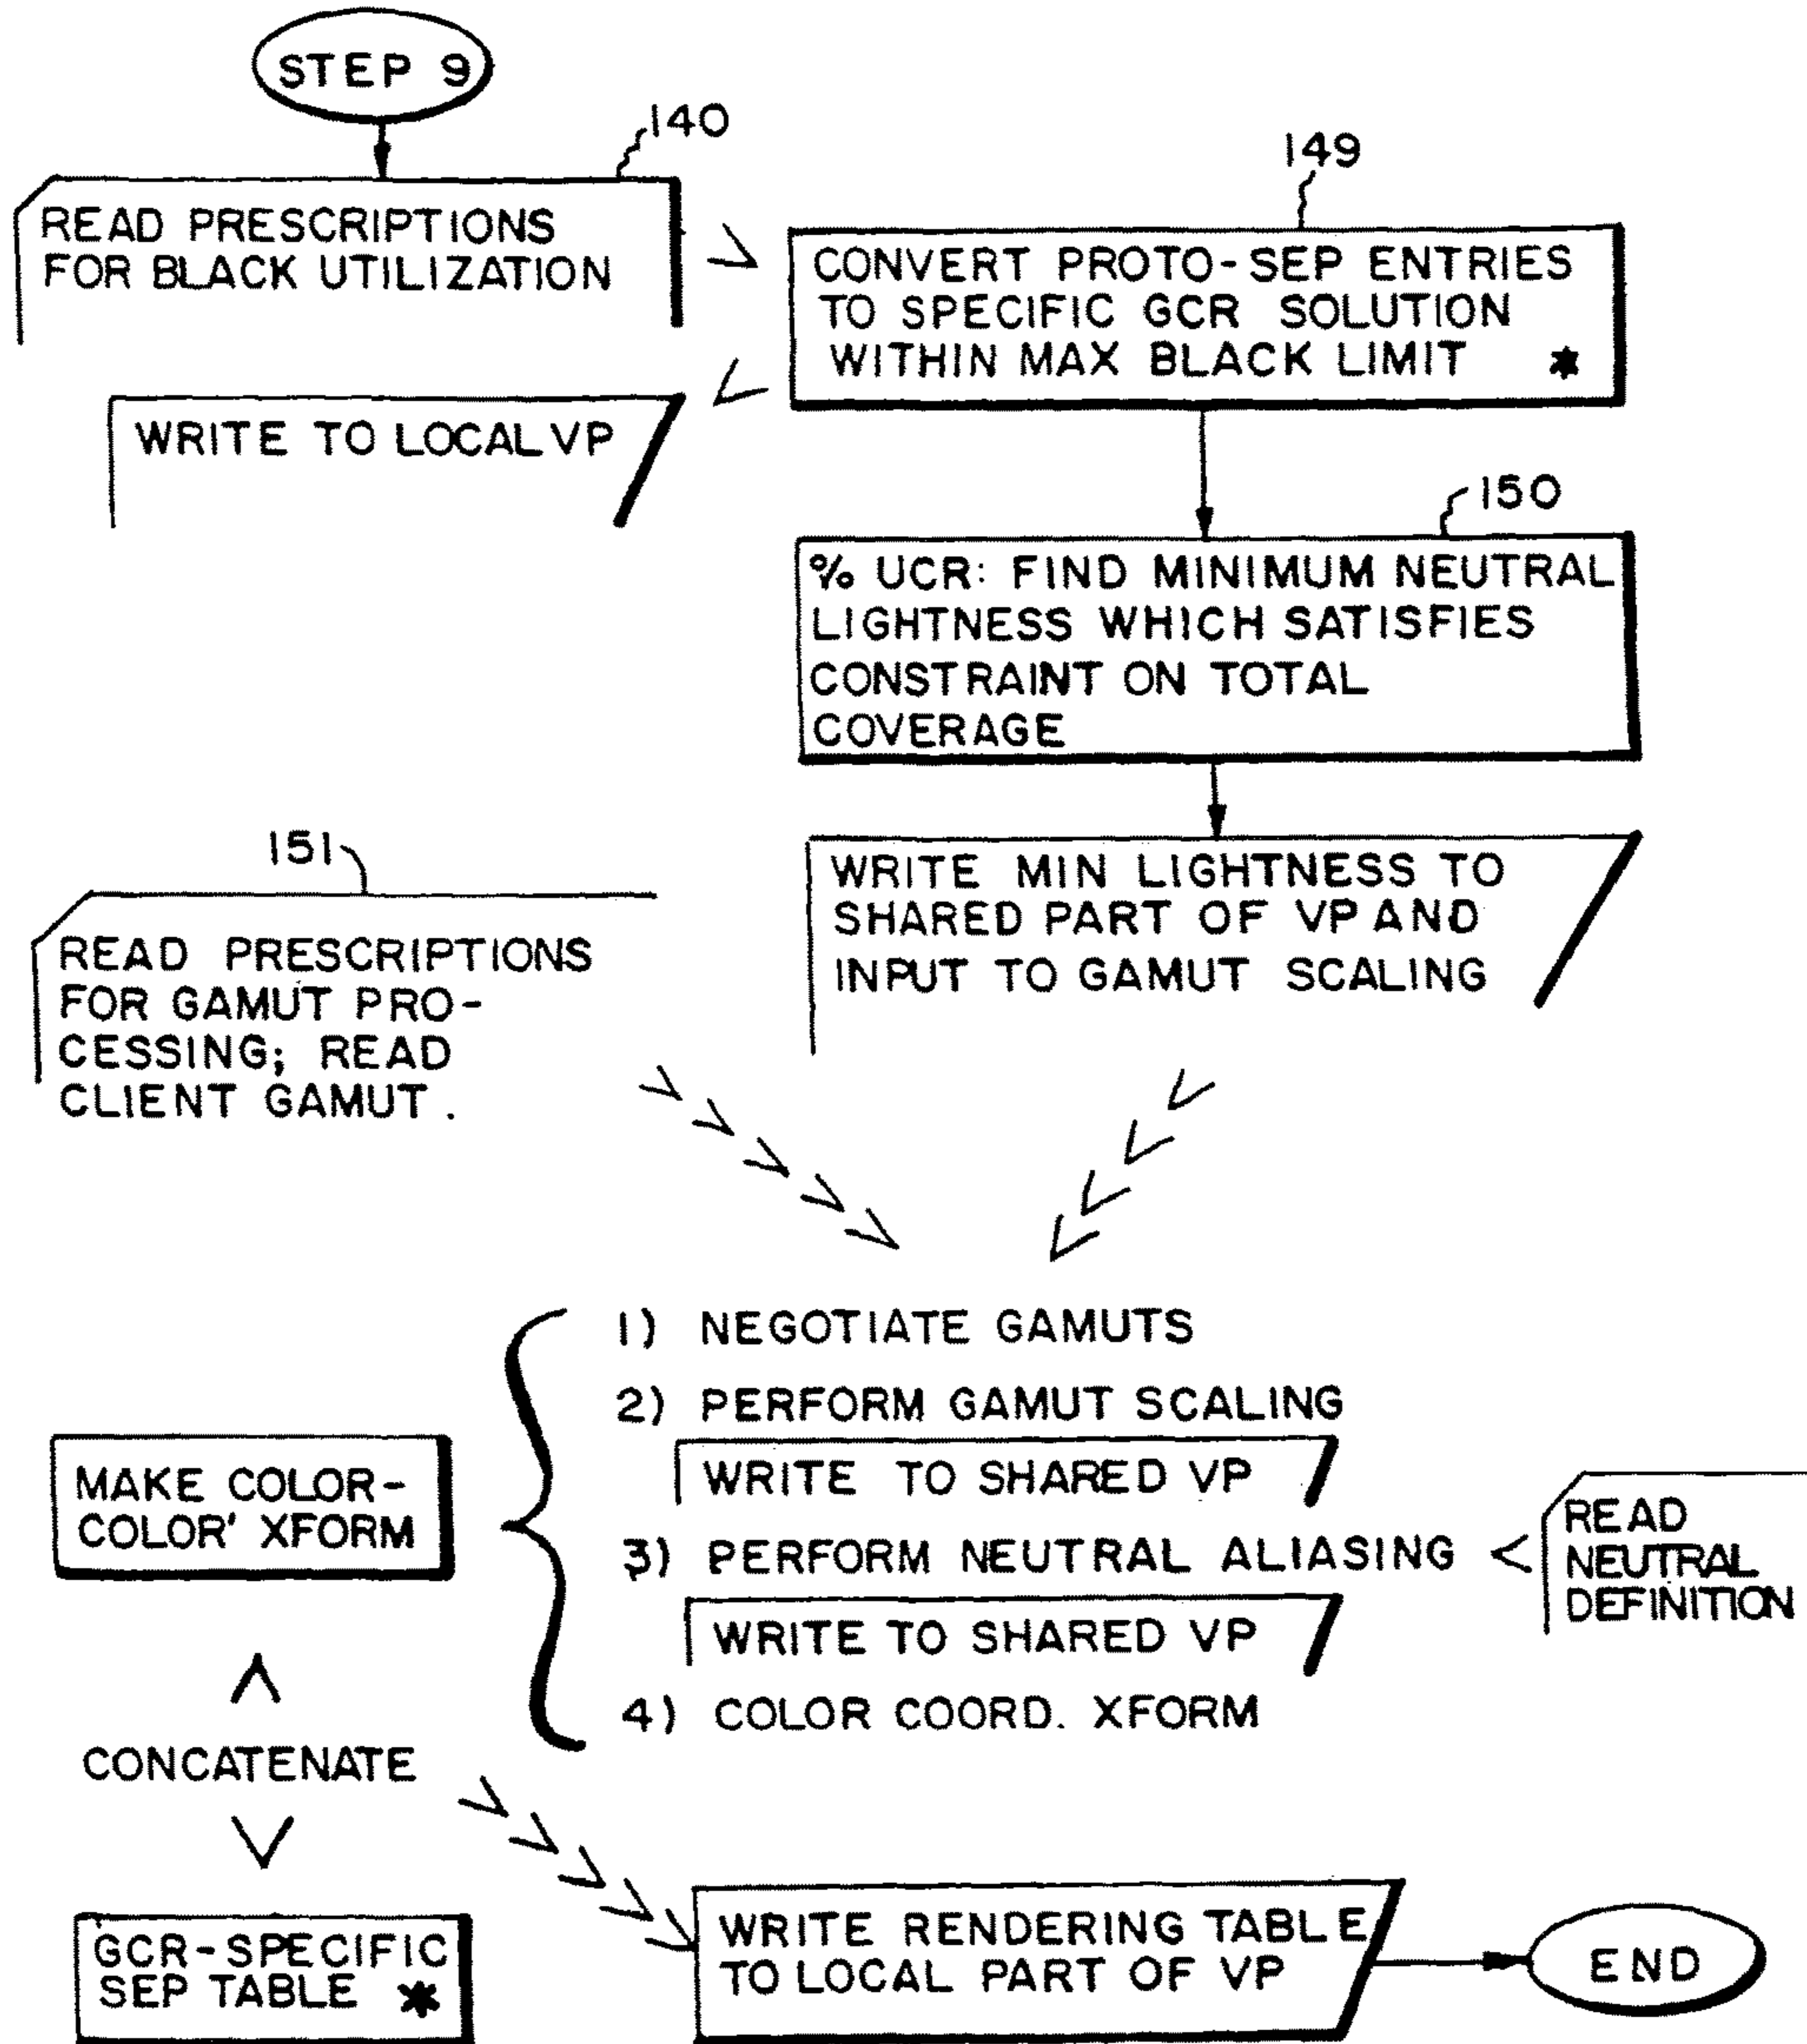 STEP 9
140
READ PRESCRIPTIONS
FOR BLACK UTILIZATION
149
CONVERT PROTO-SEP ENTRIES
TO SPECIFIC GCR SOLUTION
WITHIN MAX BLACK LIMIT *
WRITE TO LOCAL VP
150
% UCR: FIND MINIMUM NEUTRAL
LIGHTNESS WHICH SATISFIES
CONSTRAINT ON TOTAL
COVERAGE
WRITE MIN LIGHTNESS TO
SHARED PART OF VP AND
INPUT TO GAMUT SCALING
151
READ PRESCRIPTIONS
FOR GAMUT PRO-
CESSING; READ
CLIENT GAMUT.
1) NEGOTIATE GAMUTS
2) PERFORM GAMUT SCALING
WRITE TO SHARED VP
3) PERFORM NEUTRAL ALIASING
READ
NEUTRAL
DEFINITION
WRITE TO SHARED VP
4) COLOR COORD. XFORM
MAKE COLOR-
COLOR' XFORM
CONCATENATE
GCR-SPECIFIC
SEP TABLE *
WRITE RENDERING TABLE
TO LOCAL PART OF VP
END